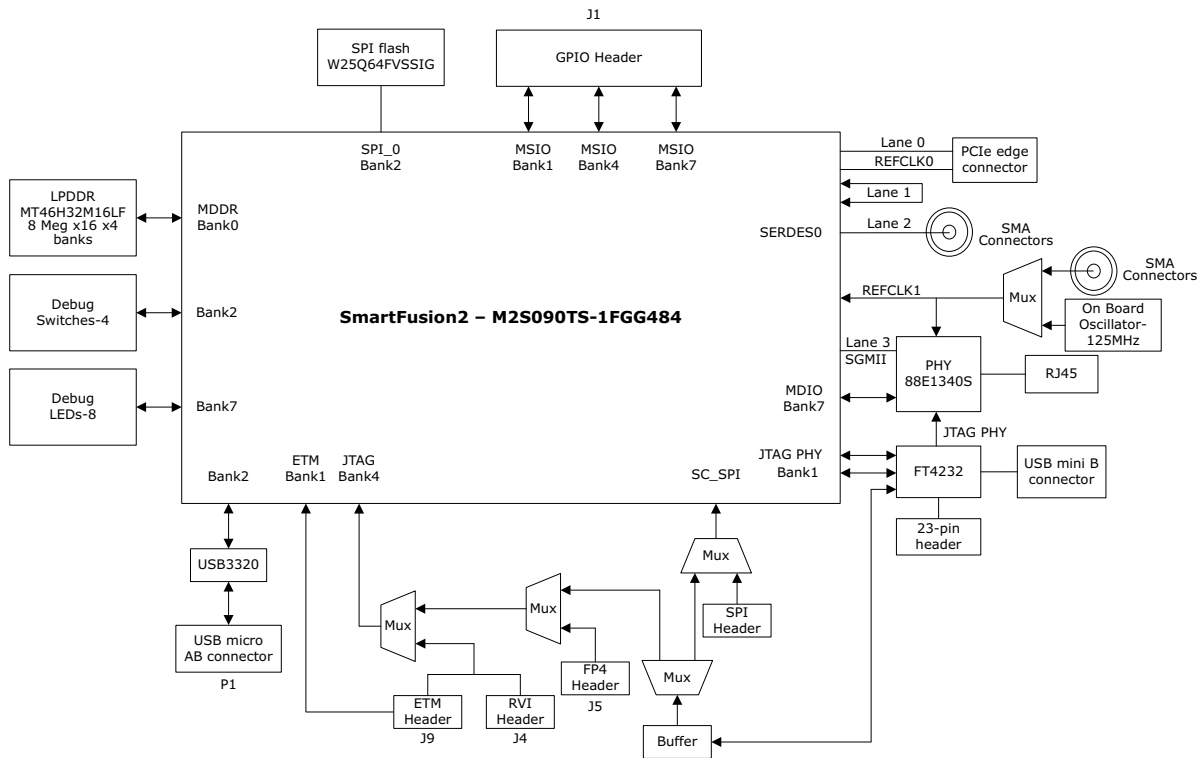 J1
SPI flash
W25Q64FVSSIG
GPIO Header
SPI_0
Bank2
MSIO
Bank1
MSIO
Bank4
MSIO
Bank7
Lane 0
REFCLK0
PCIe edge
connector
Lane 1
LPDDR
MT46H32M16LF
8 Meg x16 x4
banks
MDDR
Bank0
SERDES0
Lane 2
SMA
Connectors
SMA
Connectors
Debug
Switches-4
Bank2
SmartFusion2 – M2S090TS-1FGG484
REFCLK1
Mux
On Board
Oscillator-
125MHz
Lane 3
SGMII
PHY
88E1340S
RJ45
Debug
LEDs-8
Bank7
MDIO
Bank7
JTAG PHY
Bank2
ETM
Bank1
JTAG
Bank4
SC_SPI
JTAG PHY
Bank1
FT4232
USB mini B
connector
23-pin
header
USB3320
Mux
SPI
Header
Mux
Mux
USB micro
AB connector
P1
FP4
Header
J5
Mux
ETM
Header
J9
RVI
Header
J4
Buffer